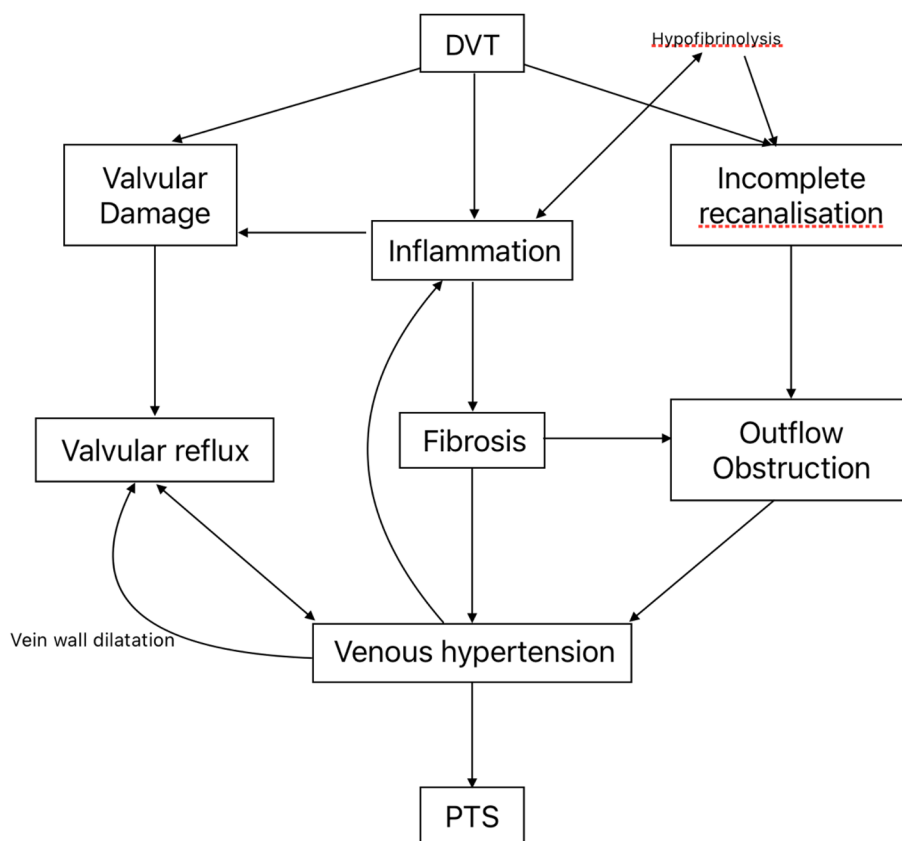 DVT
Hypofibrinolysis
Valvular
Damage
Incomplete
recanalisation
Inflammation
Valvular reflux
Fibrosis
Outflow
Obstruction
Vein wall dilatation
Venous hypertension
PTS